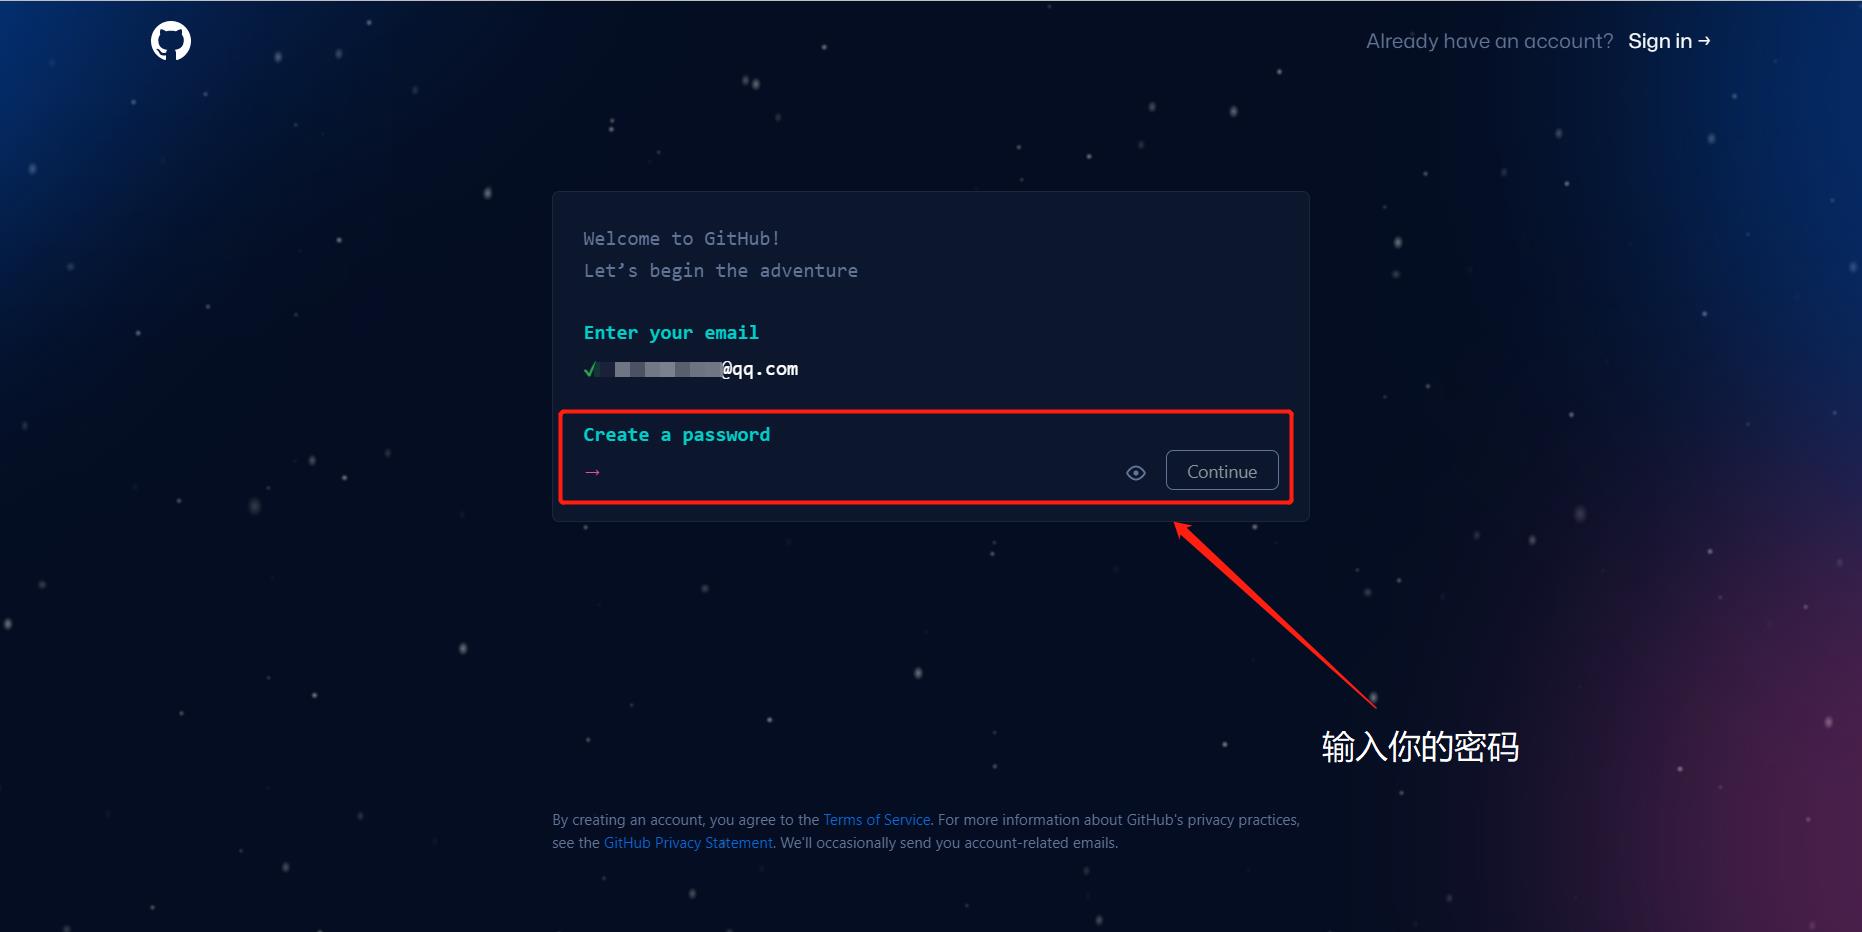 Already have an account? Sign in →
Welcome to GitHub!
Let’s begin the adventure
Enter your email
✓ @qq.com
Create a password
→
Continue
输入你的密码
By creating an account, you agree to the Terms of Service. For more information about GitHub's privacy practices,
see the GitHub Privacy Statement. We'll occasionally send you account-related emails.